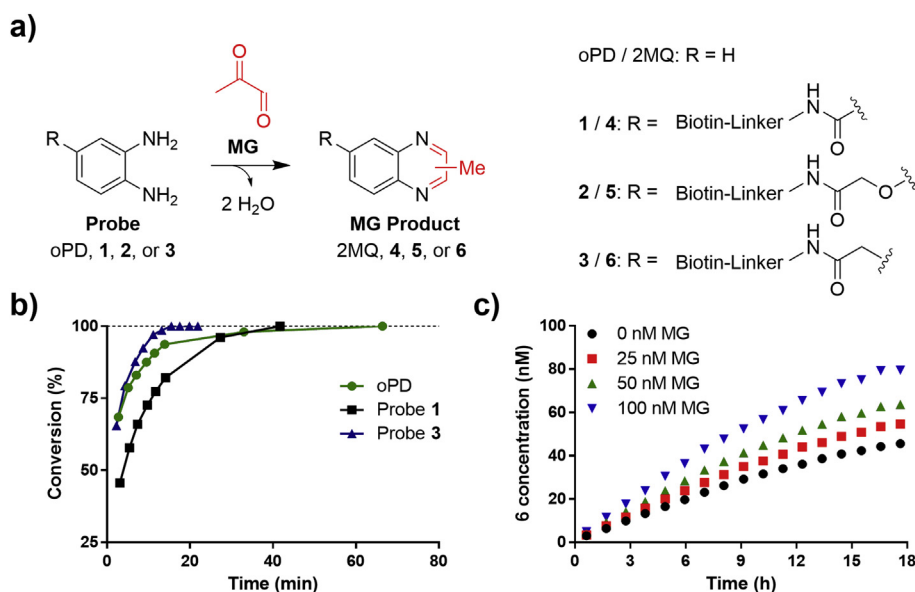 a)
O
O
MG
R
NH₂
NH₂
Probe
oPD, 1, 2, or 3
2 H₂O
R
N
N
Me
MG Product
2MQ, 4, 5, or 6
oPD / 2MQ: R = H
1 / 4: R = Biotin-Linker
H
N
O
2 / 5: R = Biotin-Linker
H
N
O
O
3 / 6: R = Biotin-Linker
H
N
O
b)
Conversion (%)
100
75
50
25
0 20 40 60 80
Time (min)
oPD
Probe 1
Probe 3
c)
6 concentration (nM)
100
80
60
40
20
0
0 3 6 9 12 15 18
Time (h)
0 nM MG
25 nM MG
50 nM MG
100 nM MG